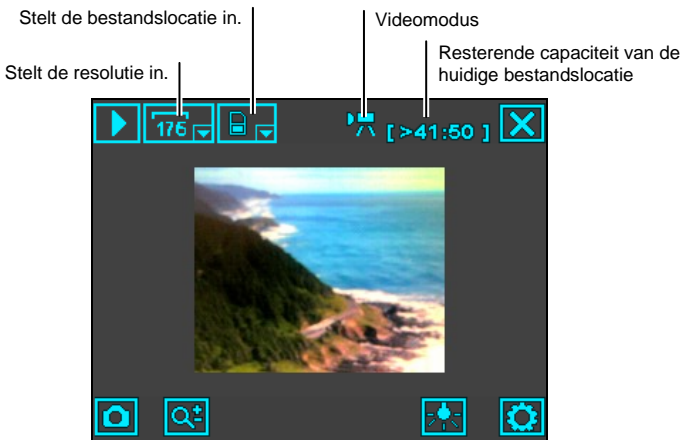 Stelt de bestandslocatie in.
Videomodus
Resterende capaciteit van de
huidige bestandslocatie
Stelt de resolutie in.
176
[ >41:50 ]